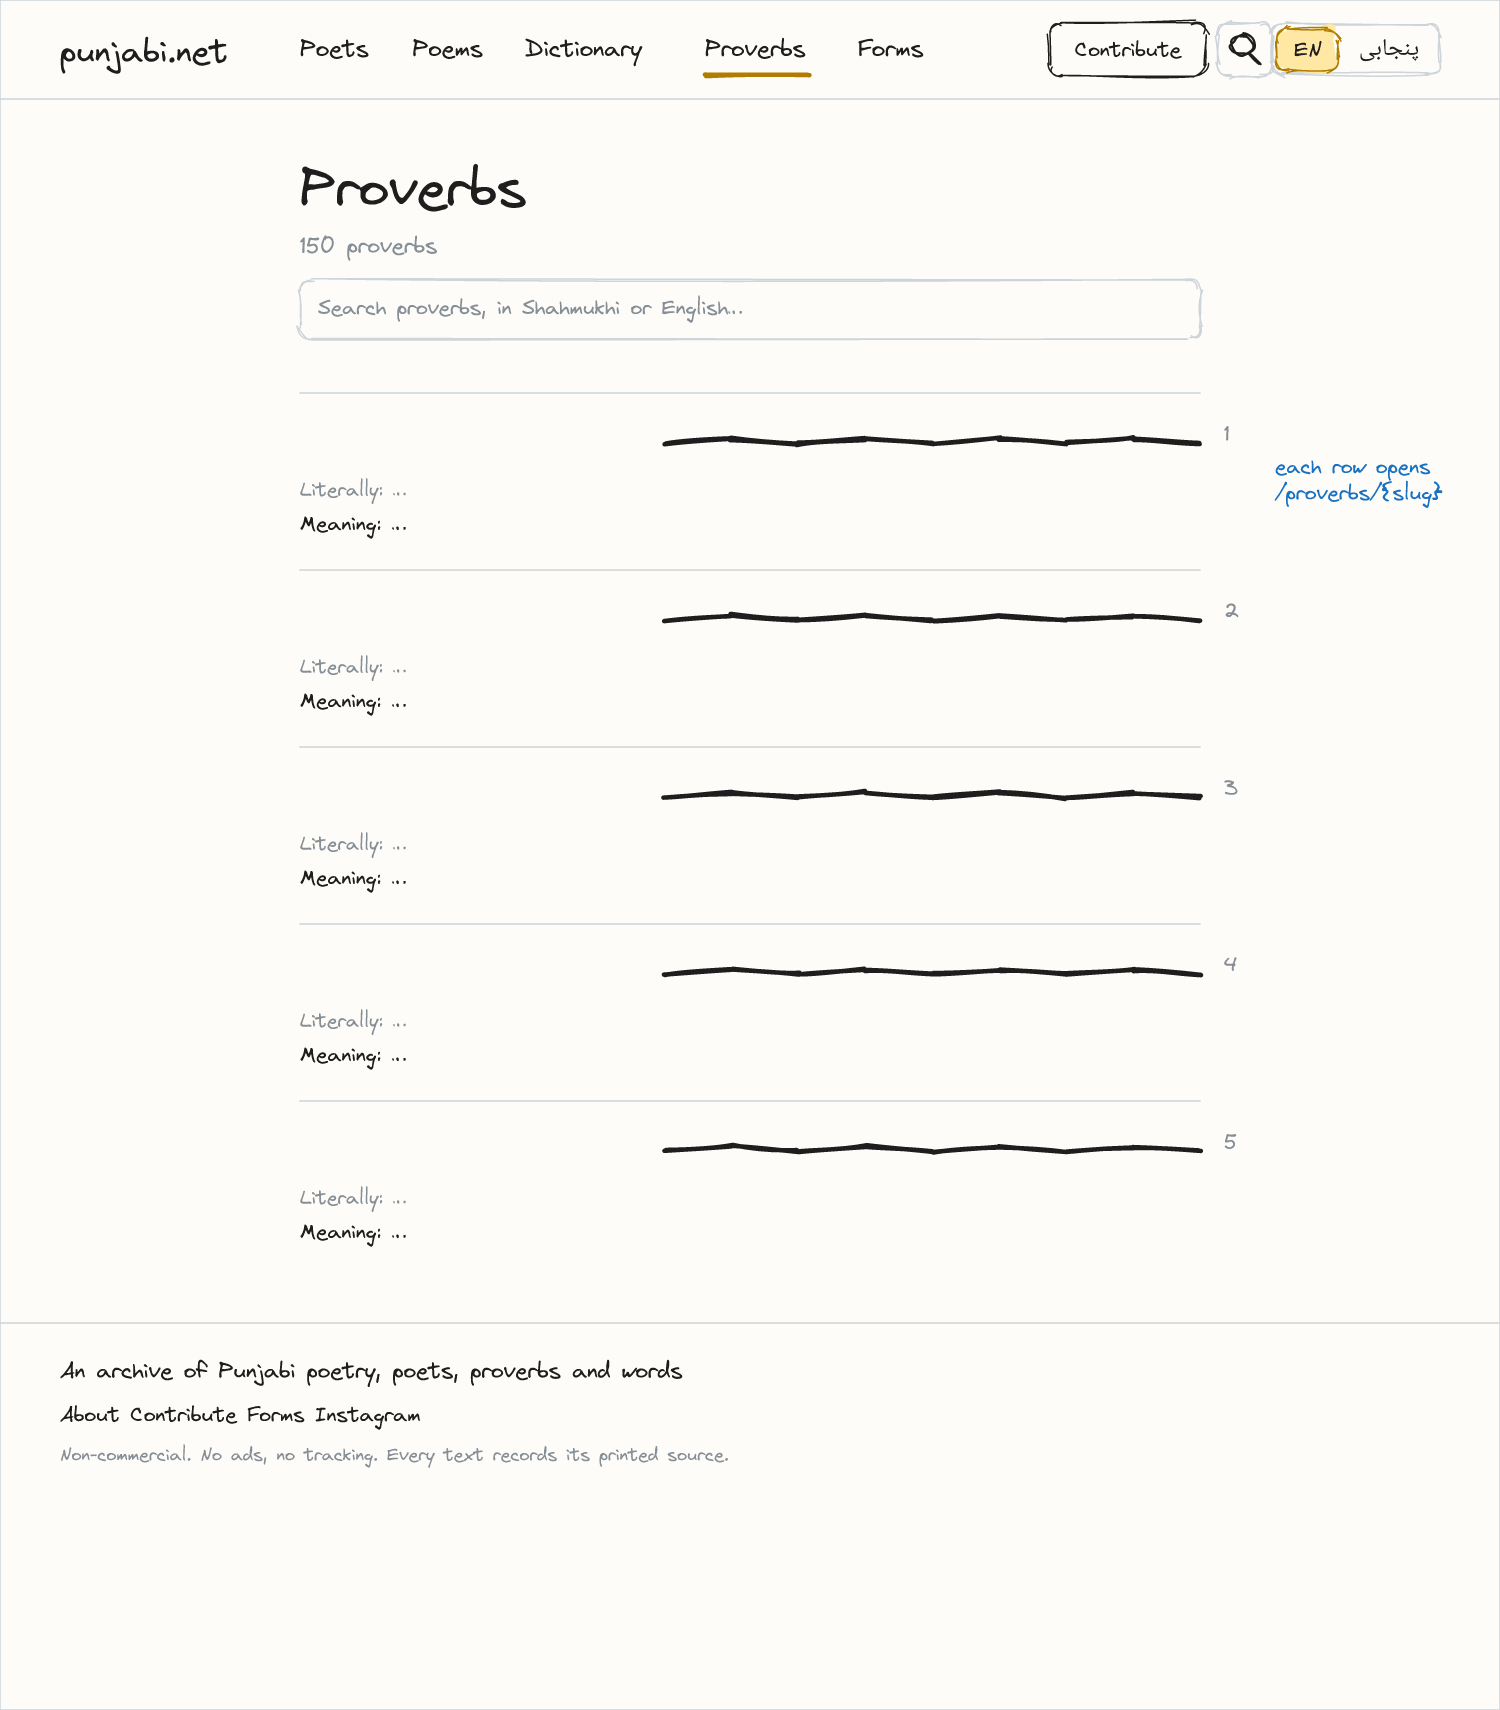 punjabi.net Poets Poems Dictionary Proverbs Forms Contribute EN پنجابی
Proverbs
150 proverbs
Search proverbs, in Shahmukhi or English...
1
each row opens
/proverbs/{slug}
Literally: ...
Meaning: ...
2
Literally: ...
Meaning: ...
3
Literally: ...
Meaning: ...
4
Literally: ...
Meaning: ...
5
Literally: ...
Meaning: ...
An archive of Punjabi poetry, poets, proverbs and words
About Contribute Forms Instagram
Non-commercial. No ads, no tracking. Every text records its printed source.